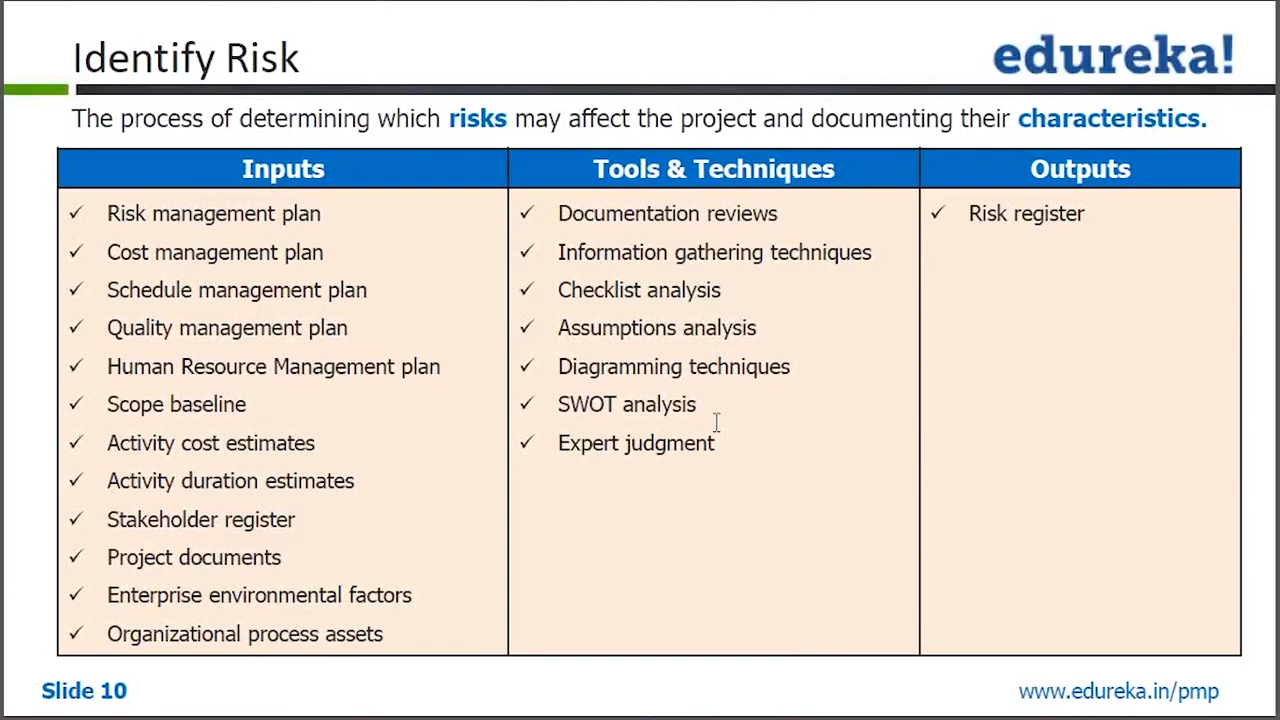 Identify Risk
edureka!
The process of determining which risks may affect the project and documenting their characteristics.
Inputs
Tools & Techniques
Outputs
✓ Risk management plan
✓ Cost management plan
✓ Schedule management plan
✓ Quality management plan
✓ Human Resource Management plan
✓ Scope baseline
✓ Activity cost estimates
✓ Activity duration estimates
✓ Stakeholder register
✓ Project documents
✓ Enterprise environmental factors
✓ Organizational process assets
✓ Documentation reviews
✓ Information gathering techniques
✓ Checklist analysis
✓ Assumptions analysis
✓ Diagramming techniques
✓ SWOT analysis
✓ Expert judgment
✓ Risk register
Slide 10
www.edureka.in/pmp